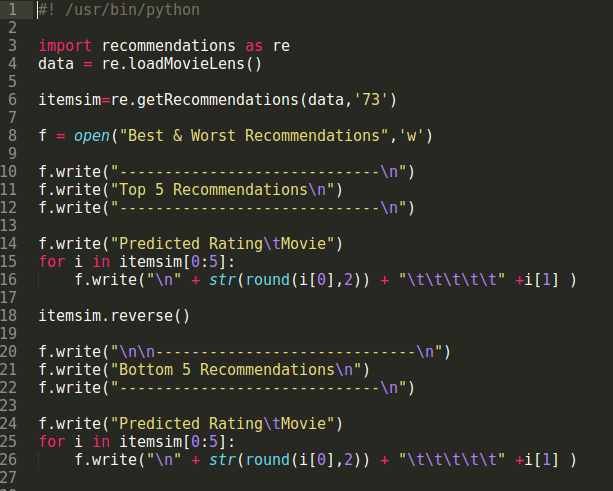 1 #! /usr/bin/python
2
3 import recommendations as re
4 data = re.loadMovieLens()
5
6 itemsim=re.getRecommendations(data,'73')
7
8 f = open("Best & Worst Recommendations",'w')
9
10 f.write("-----------------------------\n")
11 f.write("Top 5 Recommendations\n")
12 f.write("-----------------------------\n")
13
14 f.write("Predicted Rating\tMovie")
15 for i in itemsim[0:5]:
16     f.write("\n" + str(round(i[0],2)) + "\t\t\t\t\t" +i[1] )
17
18 itemsim.reverse()
19
20 f.write("\n\n-----------------------------\n")
21 f.write("Bottom 5 Recommendations\n")
22 f.write("-----------------------------\n")
23
24 f.write("Predicted Rating\tMovie")
25 for i in itemsim[0:5]:
26     f.write("\n" + str(round(i[0],2)) + "\t\t\t\t\t" +i[1] )
27